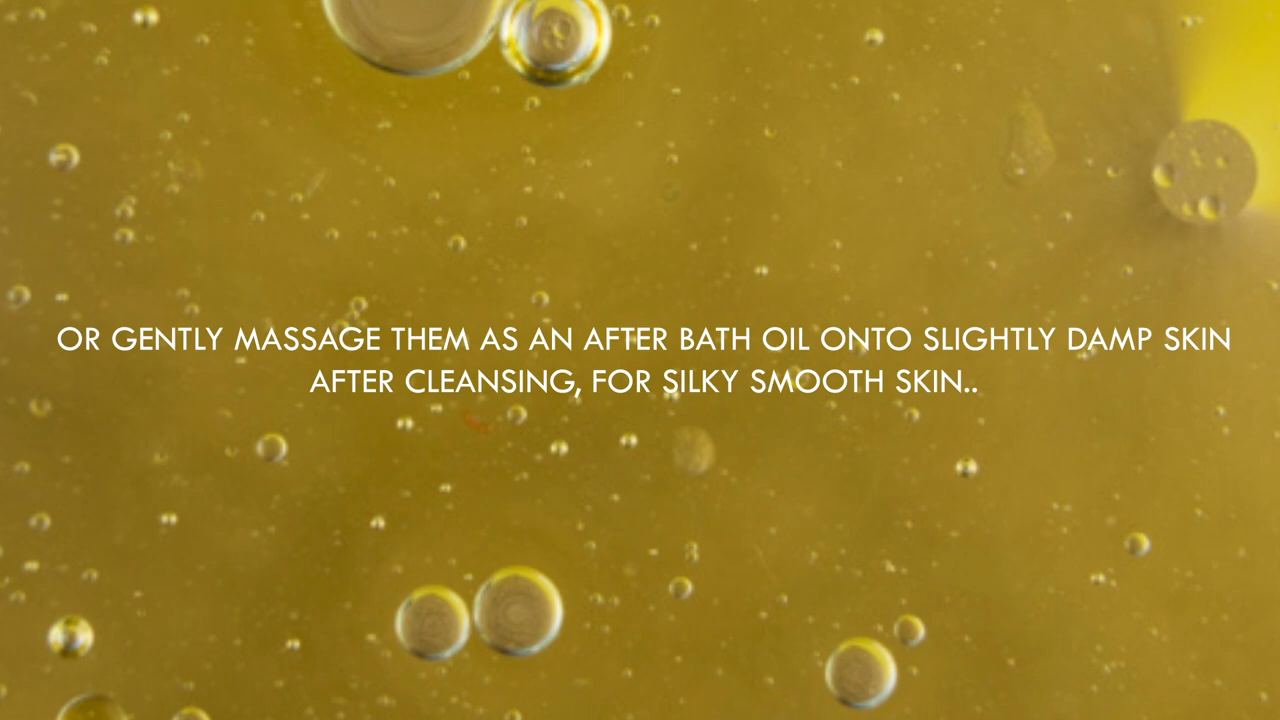 OR GENTLY MASSAGE THEM AS AN AFTER BATH OIL ONTO SLIGHTLY DAMP SKIN
AFTER CLEANSING, FOR SILKY SMOOTH SKIN..